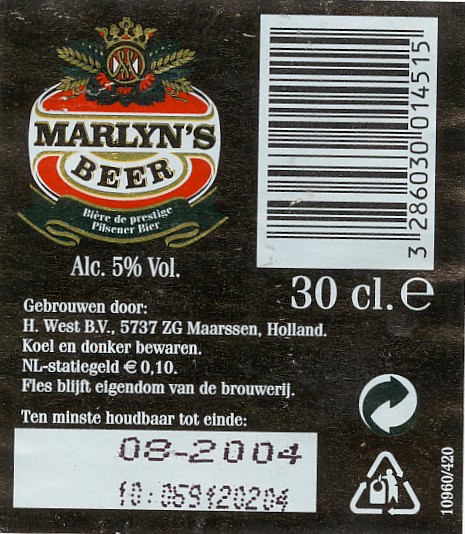 MARLYN'S
BEER
Bière de prestige
Pilsener Bier
Alc. 5% Vol.
3 286030 014515
30 cl. e
Gebrouwen door:
H. West B.V., 5737 ZG Maarssen, Holland.
Koel en donker bewaren.
NL-statiegeld € 0,10.
Fles blijft eigendom van de brouwerij.
Ten minste houdbaar tot einde:
08-2004
10:069120204
10960/420